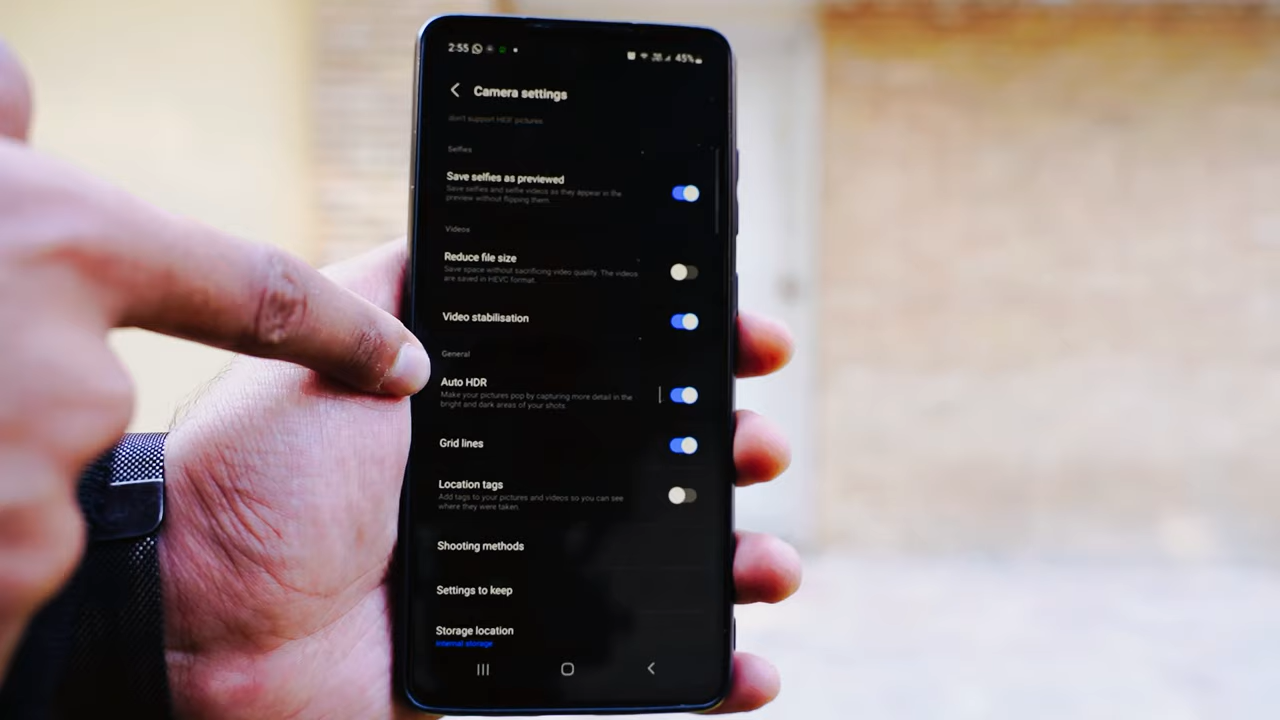 2:55
45%
Camera settings
don't support HEIF pictures.
Selfies
Save selfies as previewed
Save selfies and selfie videos as they appear in the
preview without flipping them.
Videos
Reduce file size
Save space without sacrificing video quality. The videos
are saved in HEVC format.
Video stabilisation
General
Auto HDR
Make your pictures pop by capturing more detail in the
bright and dark areas of your shots.
Grid lines
Location tags
Add tags to your pictures and videos so you can see
where they were taken.
Shooting methods
Settings to keep
Storage location
Internal storage